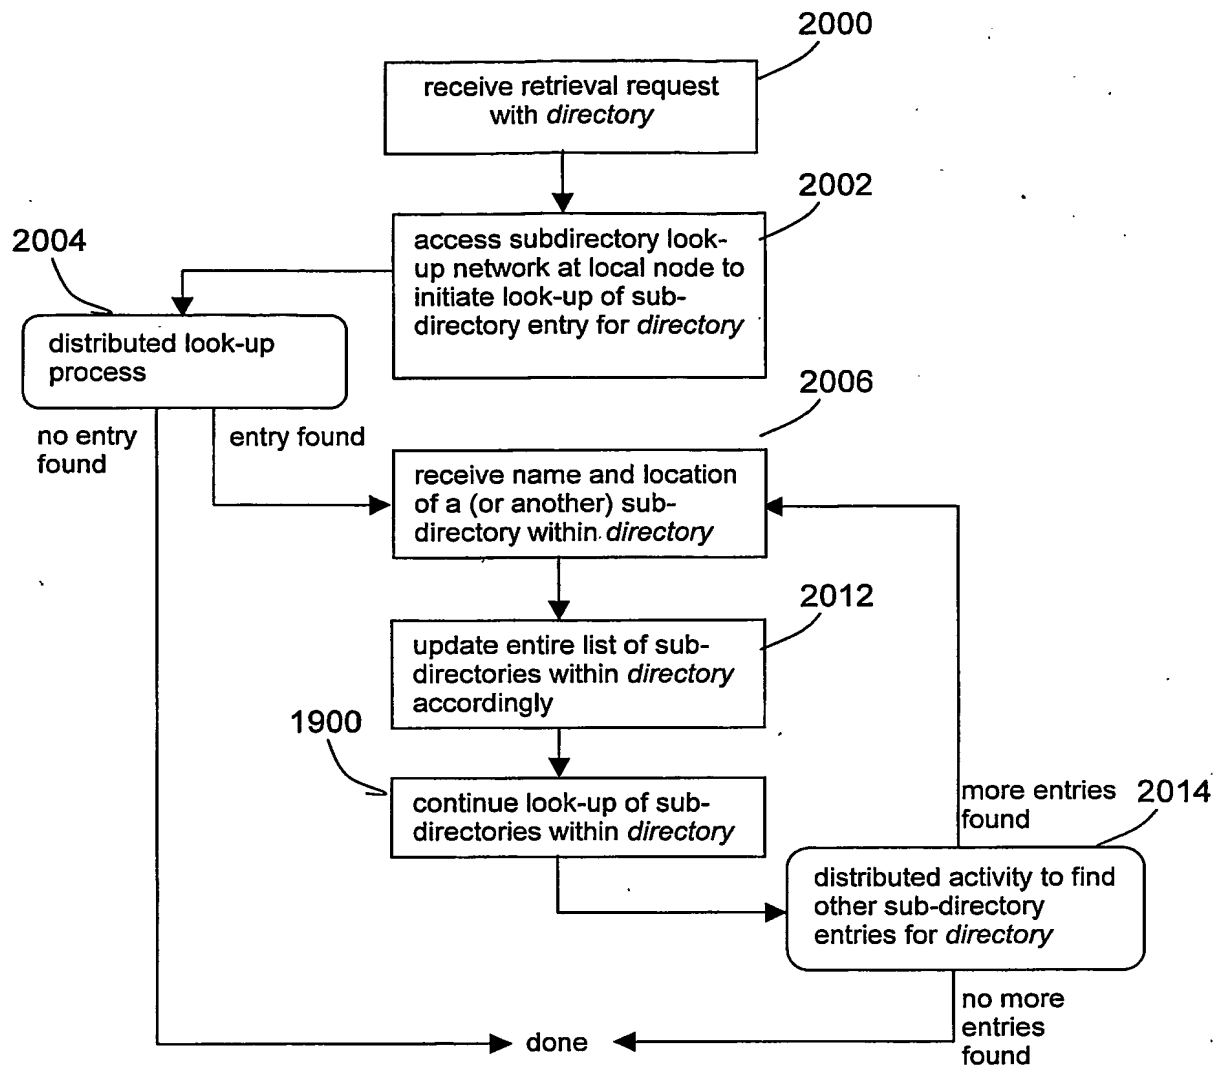 2000
receive retrieval request
with directory
2002
access subdirectory look-
up network at local node to
initiate look-up of sub-
directory entry for directory
2004
distributed look-up
process
no entry
found
entry found
2006
receive name and location
of a (or another) sub-
directory within directory
2012
update entire list of sub-
directories within directory
accordingly
1900
continue look-up of sub-
directories within directory
more entries
found
2014
distributed activity to find
other sub-directory
entries for directory
no more
entries
found
done